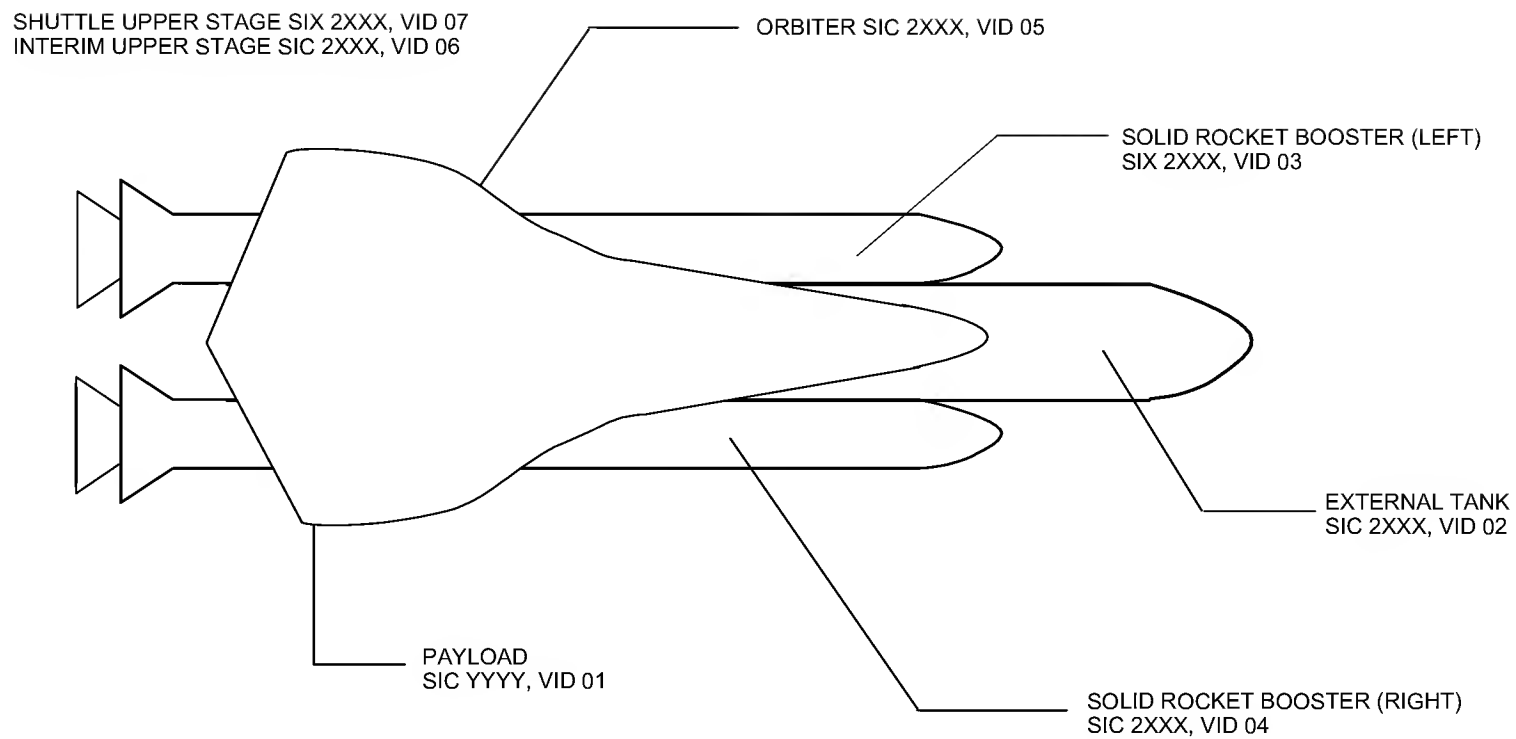 SHUTTLE UPPER STAGE SIX 2XXX, VID 07
INTERIM UPPER STAGE SIC 2XXX, VID 06
ORBITER SIC 2XXX, VID 05
SOLID ROCKET BOOSTER (LEFT)
SIX 2XXX, VID 03
EXTERNAL TANK
SIC 2XXX, VID 02
PAYLOAD
SIC YYYY, VID 01
SOLID ROCKET BOOSTER (RIGHT)
SIC 2XXX, VID 04